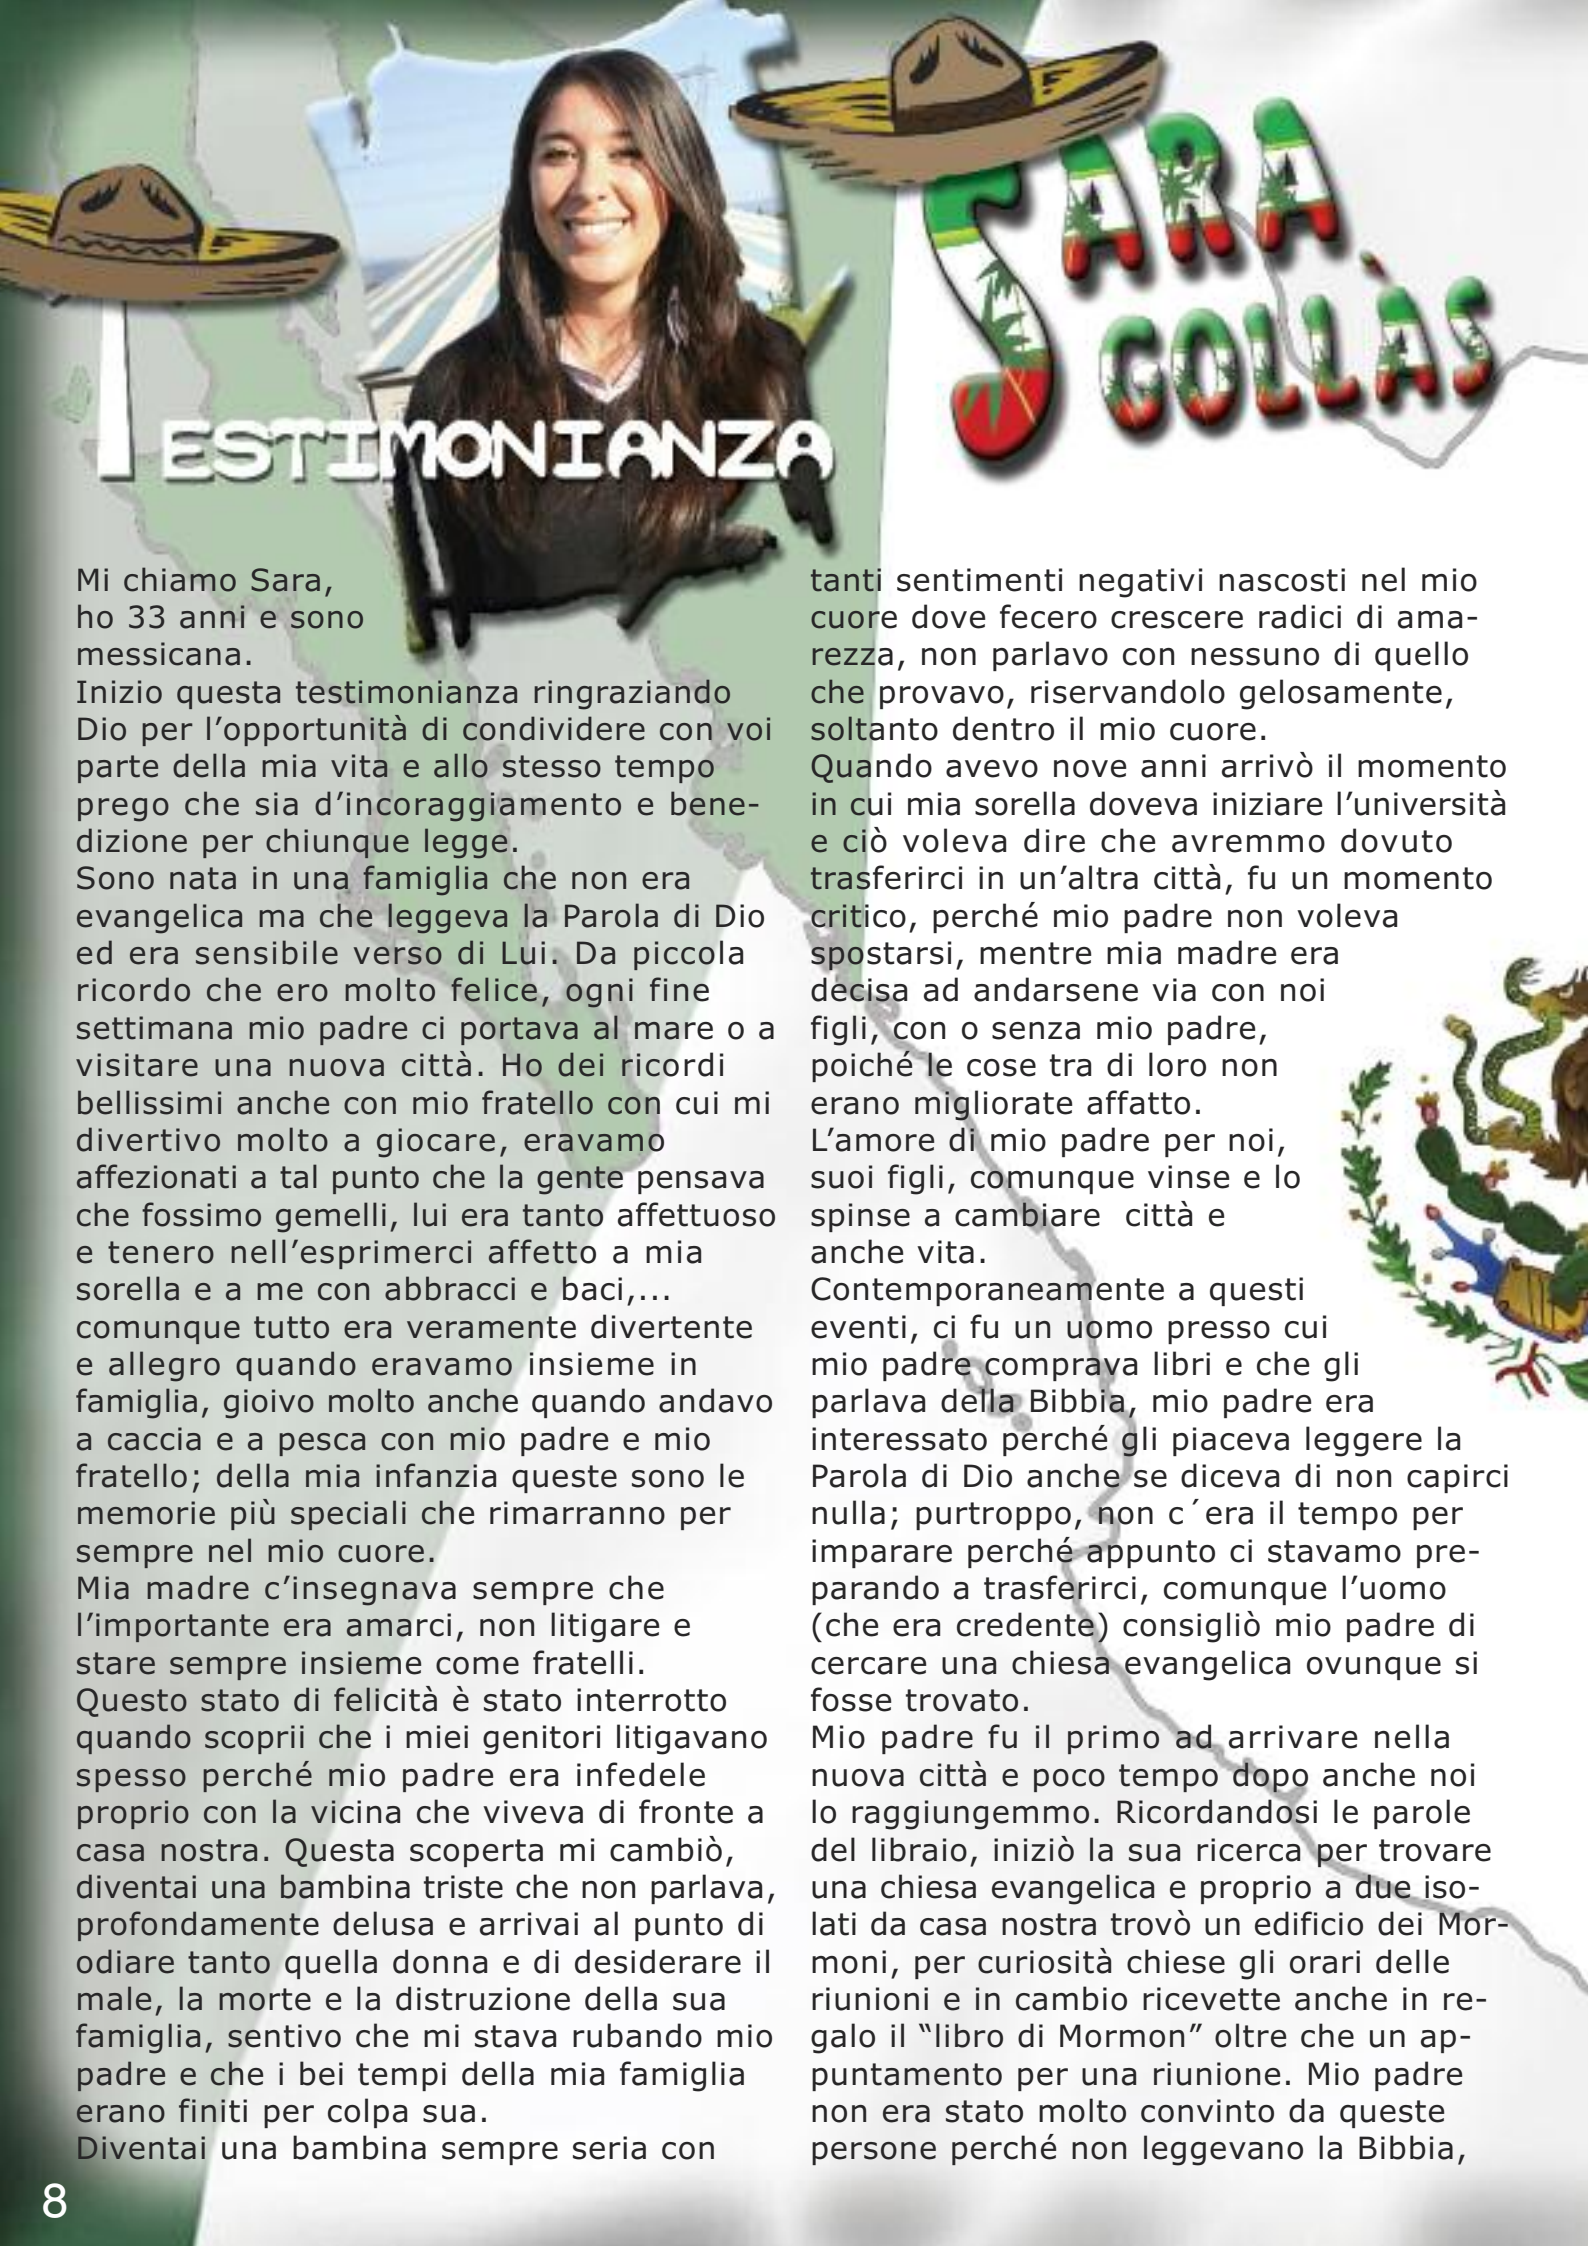 TESTIMONIANZA
SARA
GOLLÀS
Mi chiamo Sara,
ho 33 anni e sono
messicana.
Inizio questa testimonianza ringraziando
Dio per l’opportunità di condividere con voi
parte della mia vita e allo stesso tempo
prego che sia d’incoraggiamento e bene-
dizione per chiunque legge.
Sono nata in una famiglia che non era
evangelica ma che leggeva la Parola di Dio
ed era sensibile verso di Lui. Da piccola
ricordo che ero molto felice, ogni fine
settimana mio padre ci portava al mare o a
visitare una nuova città. Ho dei ricordi
bellissimi anche con mio fratello con cui mi
divertivo molto a giocare, eravamo
affezionati a tal punto che la gente pensava
che fossimo gemelli, lui era tanto affettuoso
e tenero nell’esprimerci affetto a mia
sorella e a me con abbracci e baci,...
comunque tutto era veramente divertente
e allegro quando eravamo insieme in
famiglia, gioivo molto anche quando andavo
a caccia e a pesca con mio padre e mio
fratello; della mia infanzia queste sono le
memorie più speciali che rimarranno per
sempre nel mio cuore.
Mia madre c’insegnava sempre che
l’importante era amarci, non litigare e
stare sempre insieme come fratelli.
Questo stato di felicità è stato interrotto
quando scoprii che i miei genitori litigavano
spesso perché mio padre era infedele
proprio con la vicina che viveva di fronte a
casa nostra. Questa scoperta mi cambiò,
diventai una bambina triste che non parlava,
profondamente delusa e arrivai al punto di
odiare tanto quella donna e di desiderare il
male, la morte e la distruzione della sua
famiglia, sentivo che mi stava rubando mio
padre e che i bei tempi della mia famiglia
erano finiti per colpa sua.
Diventai una bambina sempre seria con
tanti sentimenti negativi nascosti nel mio
cuore dove fecero crescere radici di ama-
rezza, non parlavo con nessuno di quello
che provavo, riservandolo gelosamente,
soltanto dentro il mio cuore.
Quando avevo nove anni arrivò il momento
in cui mia sorella doveva iniziare l’università
e ciò voleva dire che avremmo dovuto
trasferirci in un’altra città, fu un momento
critico, perché mio padre non voleva
spostarsi, mentre mia madre era
decisa ad andarsene via con noi
figli, con o senza mio padre,
poiché le cose tra di loro non
erano migliorate affatto.
L’amore di mio padre per noi,
suoi figli, comunque vinse e lo
spinse a cambiare  città e
anche vita.
Contemporaneamente a questi
eventi, ci fu un uomo presso cui
mio padre comprava libri e che gli
parlava della Bibbia, mio padre era
interessato perché gli piaceva leggere la
Parola di Dio anche se diceva di non capirci
nulla; purtroppo, non c´era il tempo per
imparare perché appunto ci stavamo pre-
parando a trasferirci, comunque l’uomo
(che era credente) consigliò mio padre di
cercare una chiesa evangelica ovunque si
fosse trovato.
Mio padre fu il primo ad arrivare nella
nuova città e poco tempo dopo anche noi
lo raggiungemmo. Ricordandosi le parole
del libraio, iniziò la sua ricerca per trovare
una chiesa evangelica e proprio a due iso-
lati da casa nostra trovò un edificio dei Mor-
moni, per curiosità chiese gli orari delle
riunioni e in cambio ricevette anche in re-
galo il “libro di Mormon” oltre che un ap-
puntamento per una riunione. Mio padre
non era stato molto convinto da queste
persone perché non leggevano la Bibbia,
8